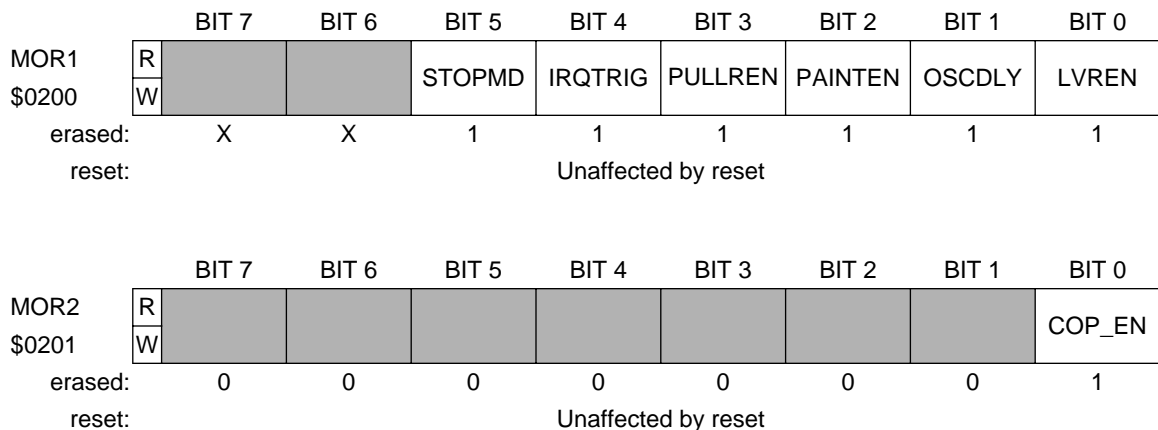 BIT 7 BIT 6 BIT 5 BIT 4 BIT 3 BIT 2 BIT 1 BIT 0
MOR1 R
STOPMD IRQTRIG PULLREN PAINTEN OSCDLY LVREN
$0200 W
erased: X X 1 1 1 1 1 1
reset: Unaffected by reset
BIT 7 BIT 6 BIT 5 BIT 4 BIT 3 BIT 2 BIT 1 BIT 0
MOR2 R
COP_EN
$0201 W
erased: 0 0 0 0 0 0 0 1
reset: Unaffected by reset